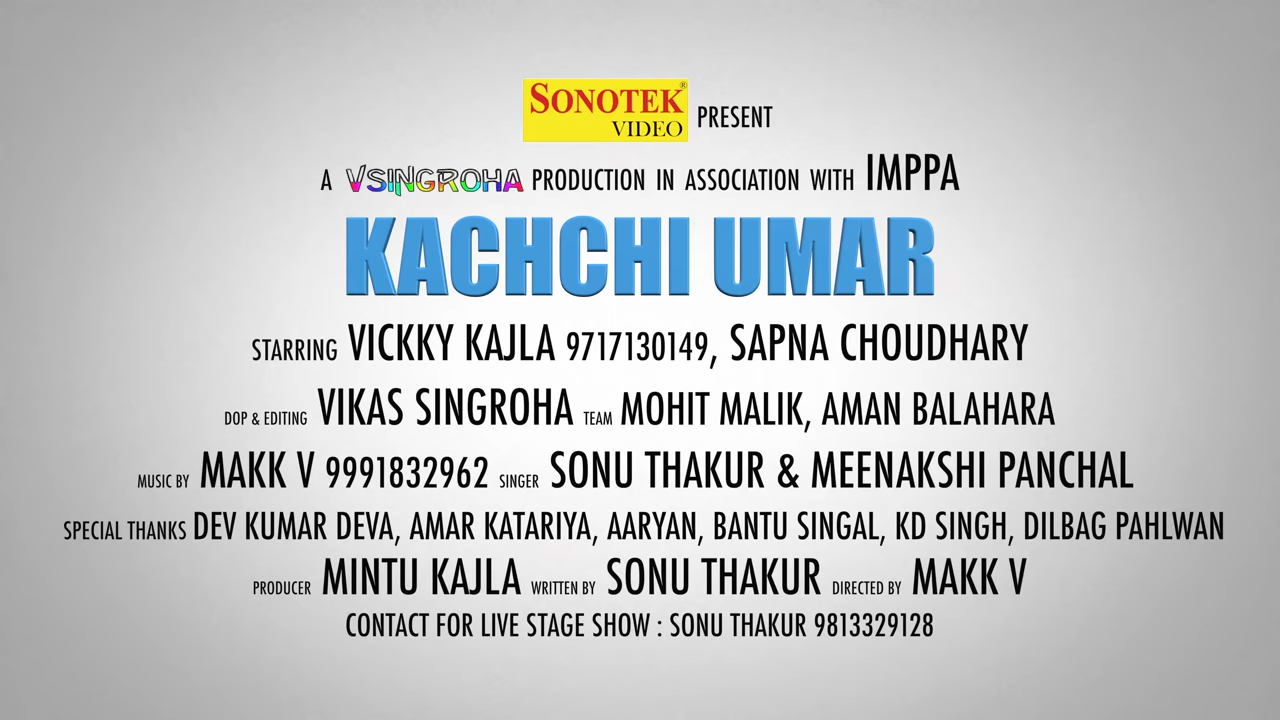 SONOTEK® VIDEO PRESENT
A VSINGROHA PRODUCTION IN ASSOCIATION WITH IMPPA
KACHCHI UMAR
STARRING VICKKY KAJLA 9717130149, SAPNA CHOUDHARY
DOP & EDITING VIKAS SINGROHA TEAM MOHIT MALIK, AMAN BALAHARA
MUSIC BY MAKK V 9991832962 SINGER SONU THAKUR & MEENAKSHI PANCHAL
SPECIAL THANKS DEV KUMAR DEVA, AMAR KATARIYA, AARYAN, BANTU SINGAL, KD SINGH, DILBAG PAHLWAN
PRODUCER MINTU KAJLA WRITTEN BY SONU THAKUR DIRECTED BY MAKK V
CONTACT FOR LIVE STAGE SHOW : SONU THAKUR 9813329128